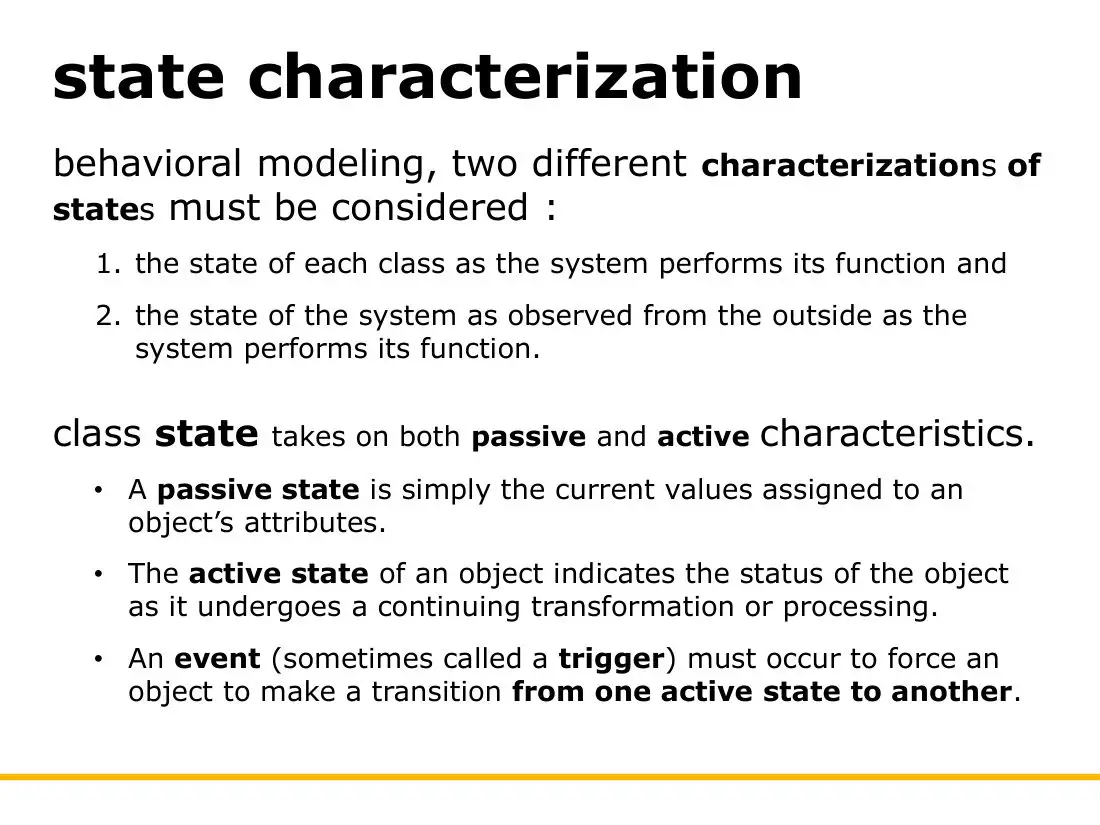 state characterization
behavioral modeling, two different characterizations of
states must be considered :
1. the state of each class as the system performs its function and
2. the state of the system as observed from the outside as the
system performs its function.
class state takes on both passive and active characteristics.
• A passive state is simply the current values assigned to an
object’s attributes.
• The active state of an object indicates the status of the object
as it undergoes a continuing transformation or processing.
• An event (sometimes called a trigger) must occur to force an
object to make a transition from one active state to another.